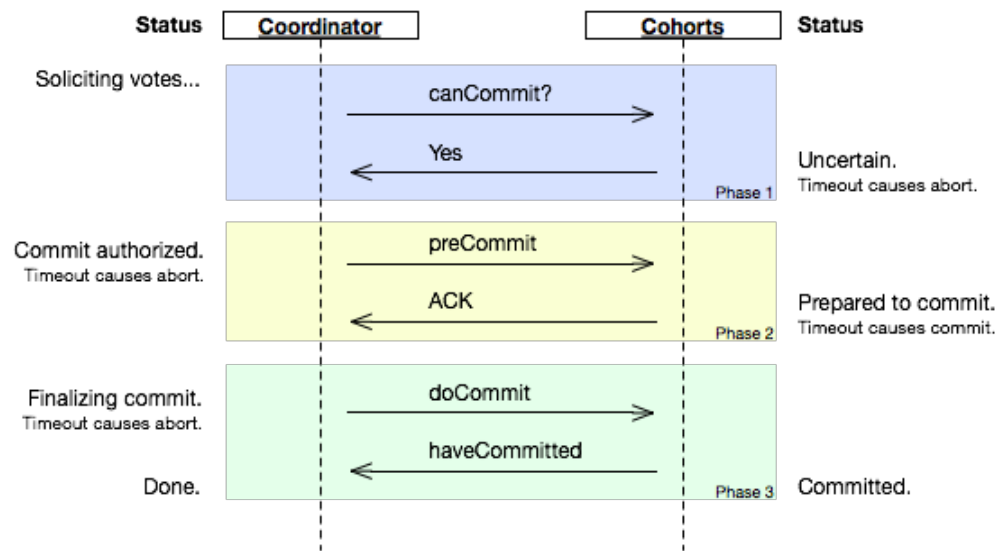 Status
Coordinator
Cohorts
Status
Soliciting votes...
canCommit?
Yes
Uncertain.
Timeout causes abort.
Phase 1
Commit authorized.
Timeout causes abort.
preCommit
ACK
Prepared to commit.
Timeout causes commit.
Phase 2
Finalizing commit.
Timeout causes abort.
doCommit
haveCommitted
Done.
Phase 3
Committed.